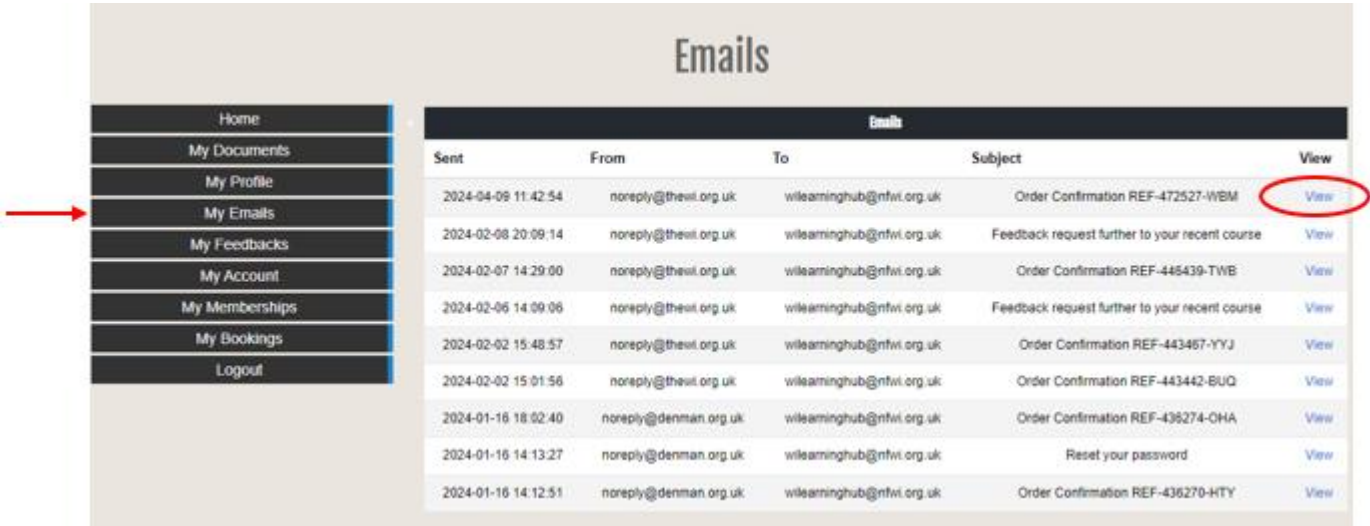 Emails
Home
My Documents
My Profile
My Emails
My Feedbacks
My Account
My Memberships
My Bookings
Logout
Emails
Sent From To Subject View
2024-04-09 11:42:54 noreply@thewi.org.uk wilearninghub@nfwi.org.uk Order Confirmation REF-472527-WBM View
2024-02-08 20:09:14 noreply@thewi.org.uk wilearninghub@nfwi.org.uk Feedback request further to your recent course View
2024-02-07 14:29:00 noreply@thewi.org.uk wilearninghub@nfwi.org.uk Order Confirmation REF-446439-TWB View
2024-02-06 14:09:06 noreply@thewi.org.uk wilearninghub@nfwi.org.uk Feedback request further to your recent course View
2024-02-02 15:48:57 noreply@thewi.org.uk wilearninghub@nfwi.org.uk Order Confirmation REF-443467-YYJ View
2024-02-02 15:01:56 noreply@thewi.org.uk wilearninghub@nfwi.org.uk Order Confirmation REF-443442-BUQ View
2024-01-16 18:02:40 noreply@denman.org.uk wilearninghub@nfwi.org.uk Order Confirmation REF-436274-OHA View
2024-01-16 14:13:27 noreply@denman.org.uk wilearninghub@nfwi.org.uk Reset your password View
2024-01-16 14:12:51 noreply@denman.org.uk wilearninghub@nfwi.org.uk Order Confirmation REF-436270-HTY View